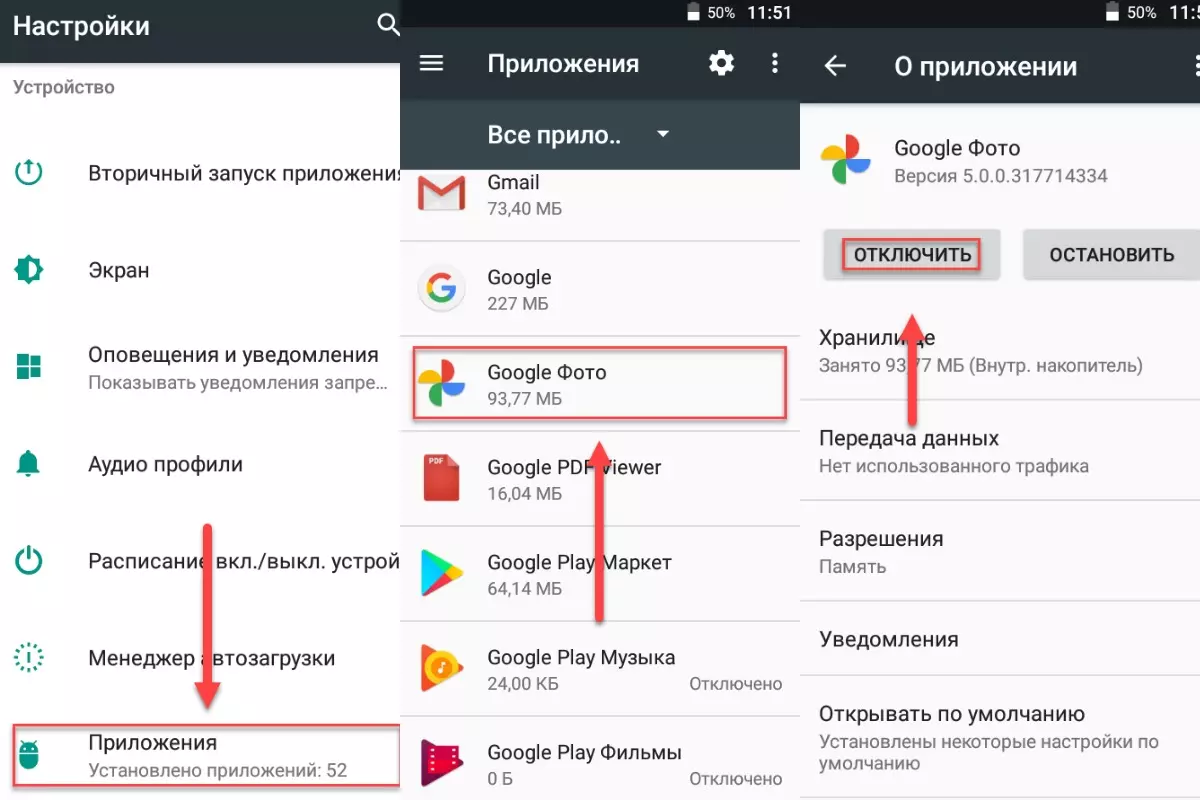 Настройки
Устройство
Вторичный запуск приложения
Экран
Оповещения и уведомления
Показывать уведомления запре...
Аудио профили
Расписание вкл./выкл. устрой
Менеджер автозагрузки
Приложения
Установлено приложений: 52
50% 11:51
Приложения
Все прило..
Gmail
73,40 МБ
Google
227 МБ
Google Фото
93,77 МБ
PDF
Google PDF Viewer
16,04 МБ
Google Play Маркет
64,14 МБ
Google Play Музыка
24,00 КБ
Отключено
Google Play Фильмы
0 Б
Отключено
50% 11:5
О приложении
Google Фото
Версия 5.0.0.317714334
ОТКЛЮЧИТЬ
ОСТАНОВИТЬ
Хранилище
Занято 93,77 МБ (Внутр. накопитель)
Передача данных
Нет использованного трафика
Разрешения
Память
Уведомления
Открывать по умолчанию
Установлены некоторые настройки по
умолчанию